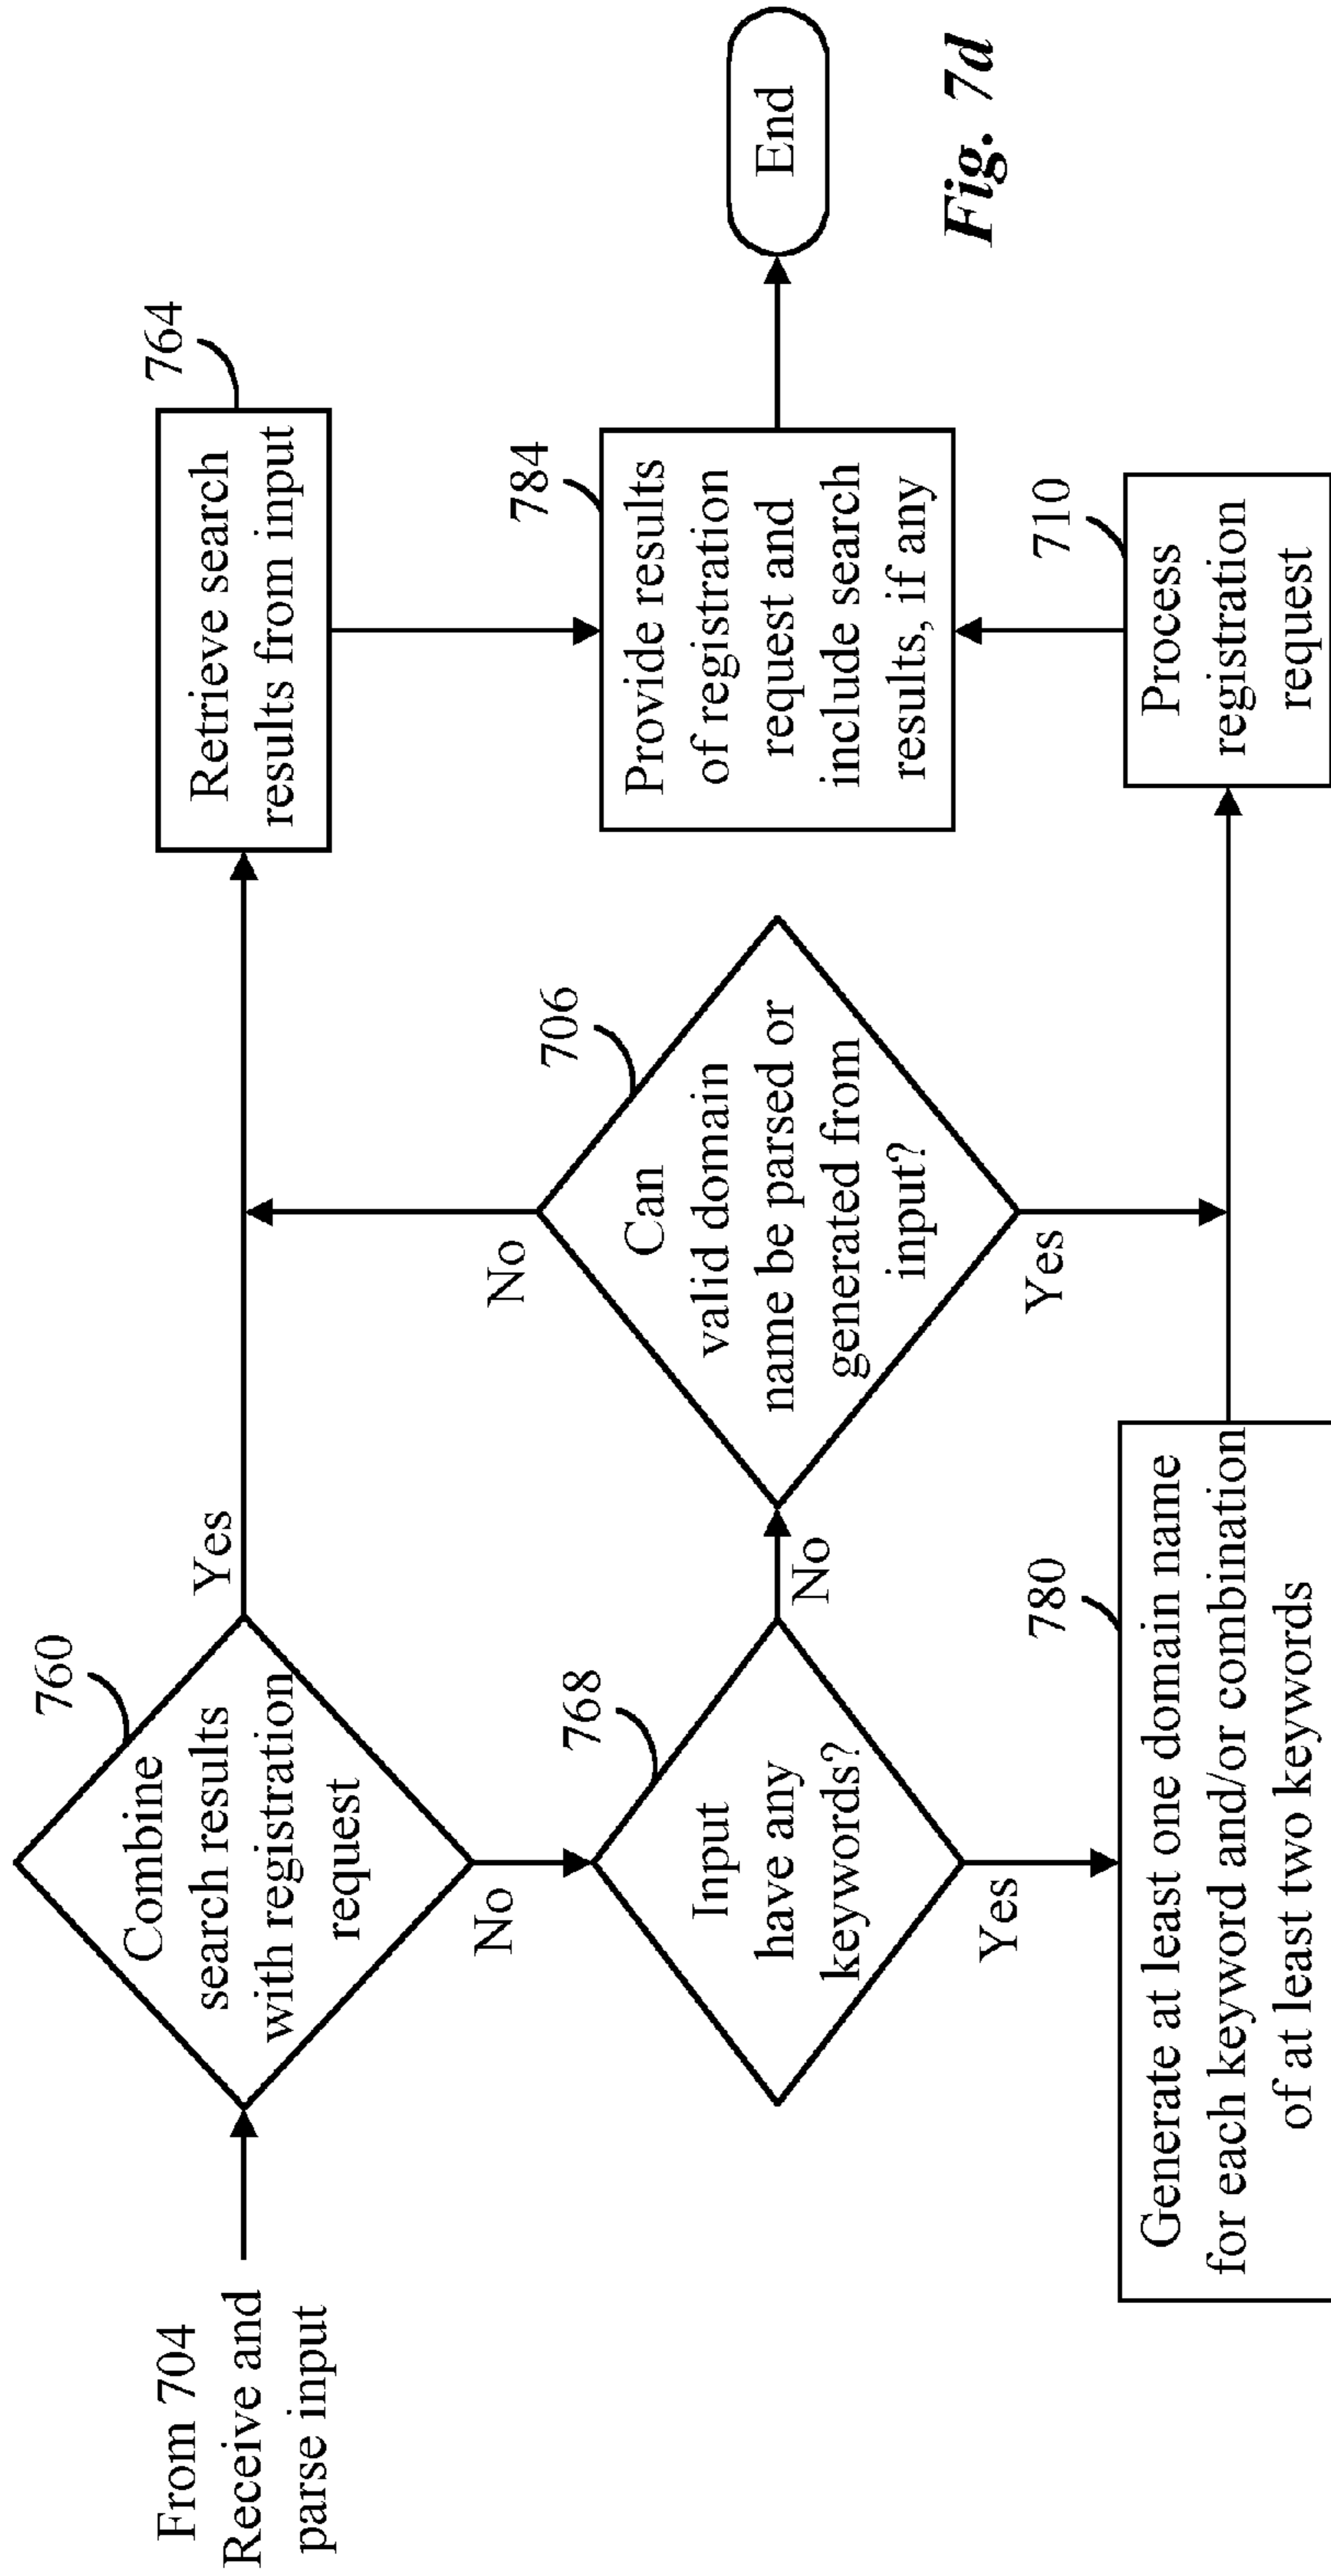 From 704
Receive and
parse input
760
Combine
search results
with registration
request
Yes
No
764
Retrieve search
results from input
768
Input
have any
keywords?
No
Yes
706
Can
valid domain
name be parsed or
generated from
input?
No
Yes
784
Provide results
of registration
request and
include search
results, if any
End
780
Generate at least one domain name
for each keyword and/or combination
of at least two keywords
710
Process
registration
request
Fig. 7d